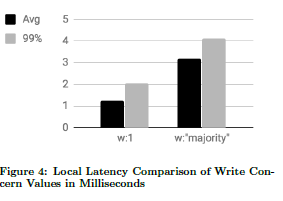 Avg
99%
5
4
3
2
1
0
w:1 w:"majority"
Figure 4: Local Latency Comparison of Write Con-
cern Values in Milliseconds